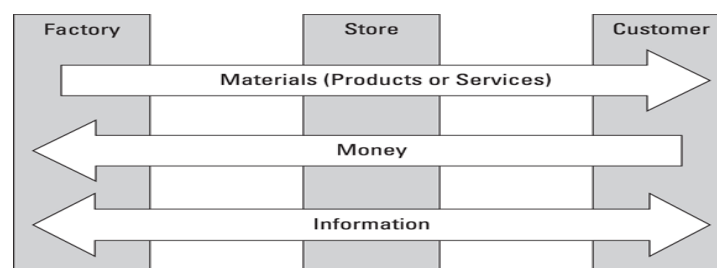 Factory
Store
Customer
Materials (Products or Services)
Money
Information